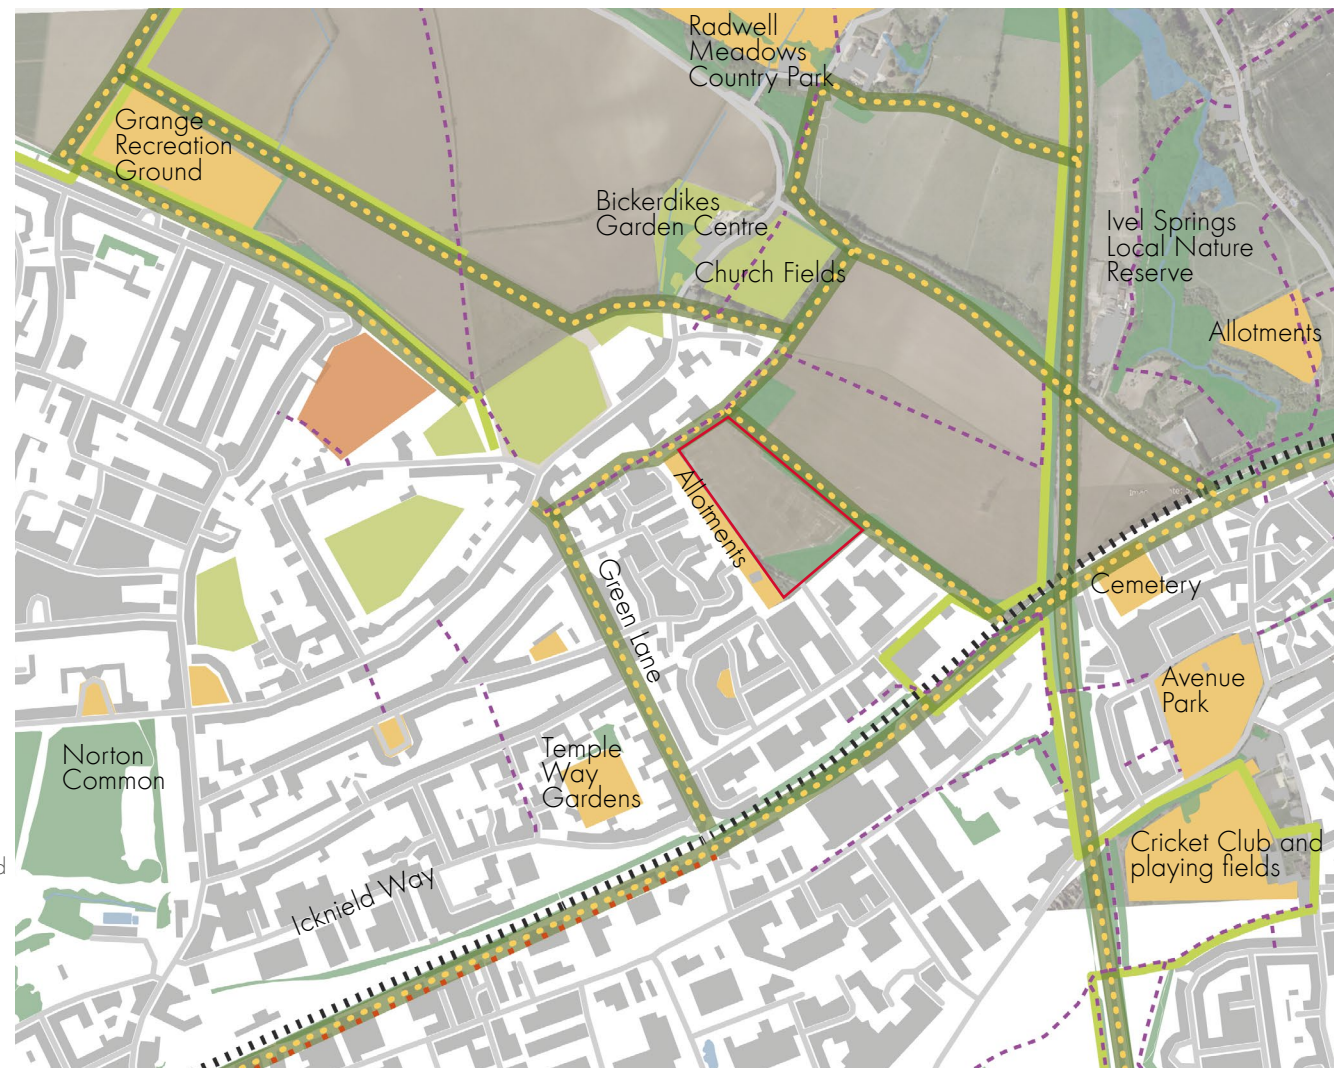 Radwell
Meadows
Country Park
Grange
Recreation
Ground
Bickerdikes
Garden Centre
Church Fields
Ivel Springs
Local Nature
Reserve
Allotments
Allotments
Green Lane
Cemetery
Avenue
Park
Norton
Common
Temple
Way
Gardens
Cricket Club and
playing fields
Icknield Way
d